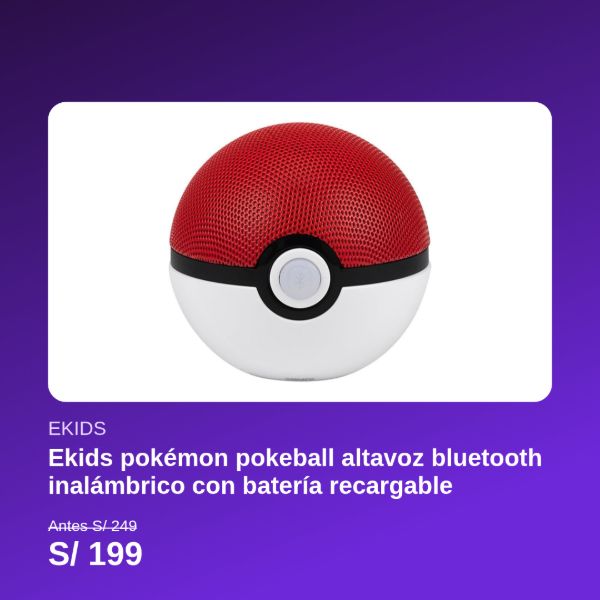 EKIDS
Ekids pokémon pokeball altavoz bluetooth
inalámbrico con batería recargable
Antes S/ 249
S/ 199